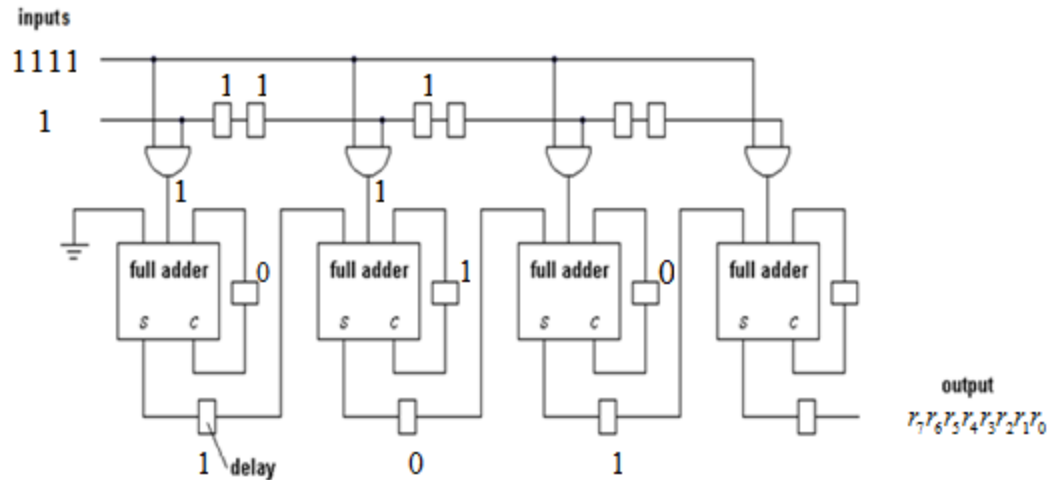 inputs
1111
1 1 1
1
1 1
full adder full adder full adder full adder
0 1 0
s c s c s c s c
output
r₇r₆r₅r₄r₃r₂r₁r₀
1 delay 0 1